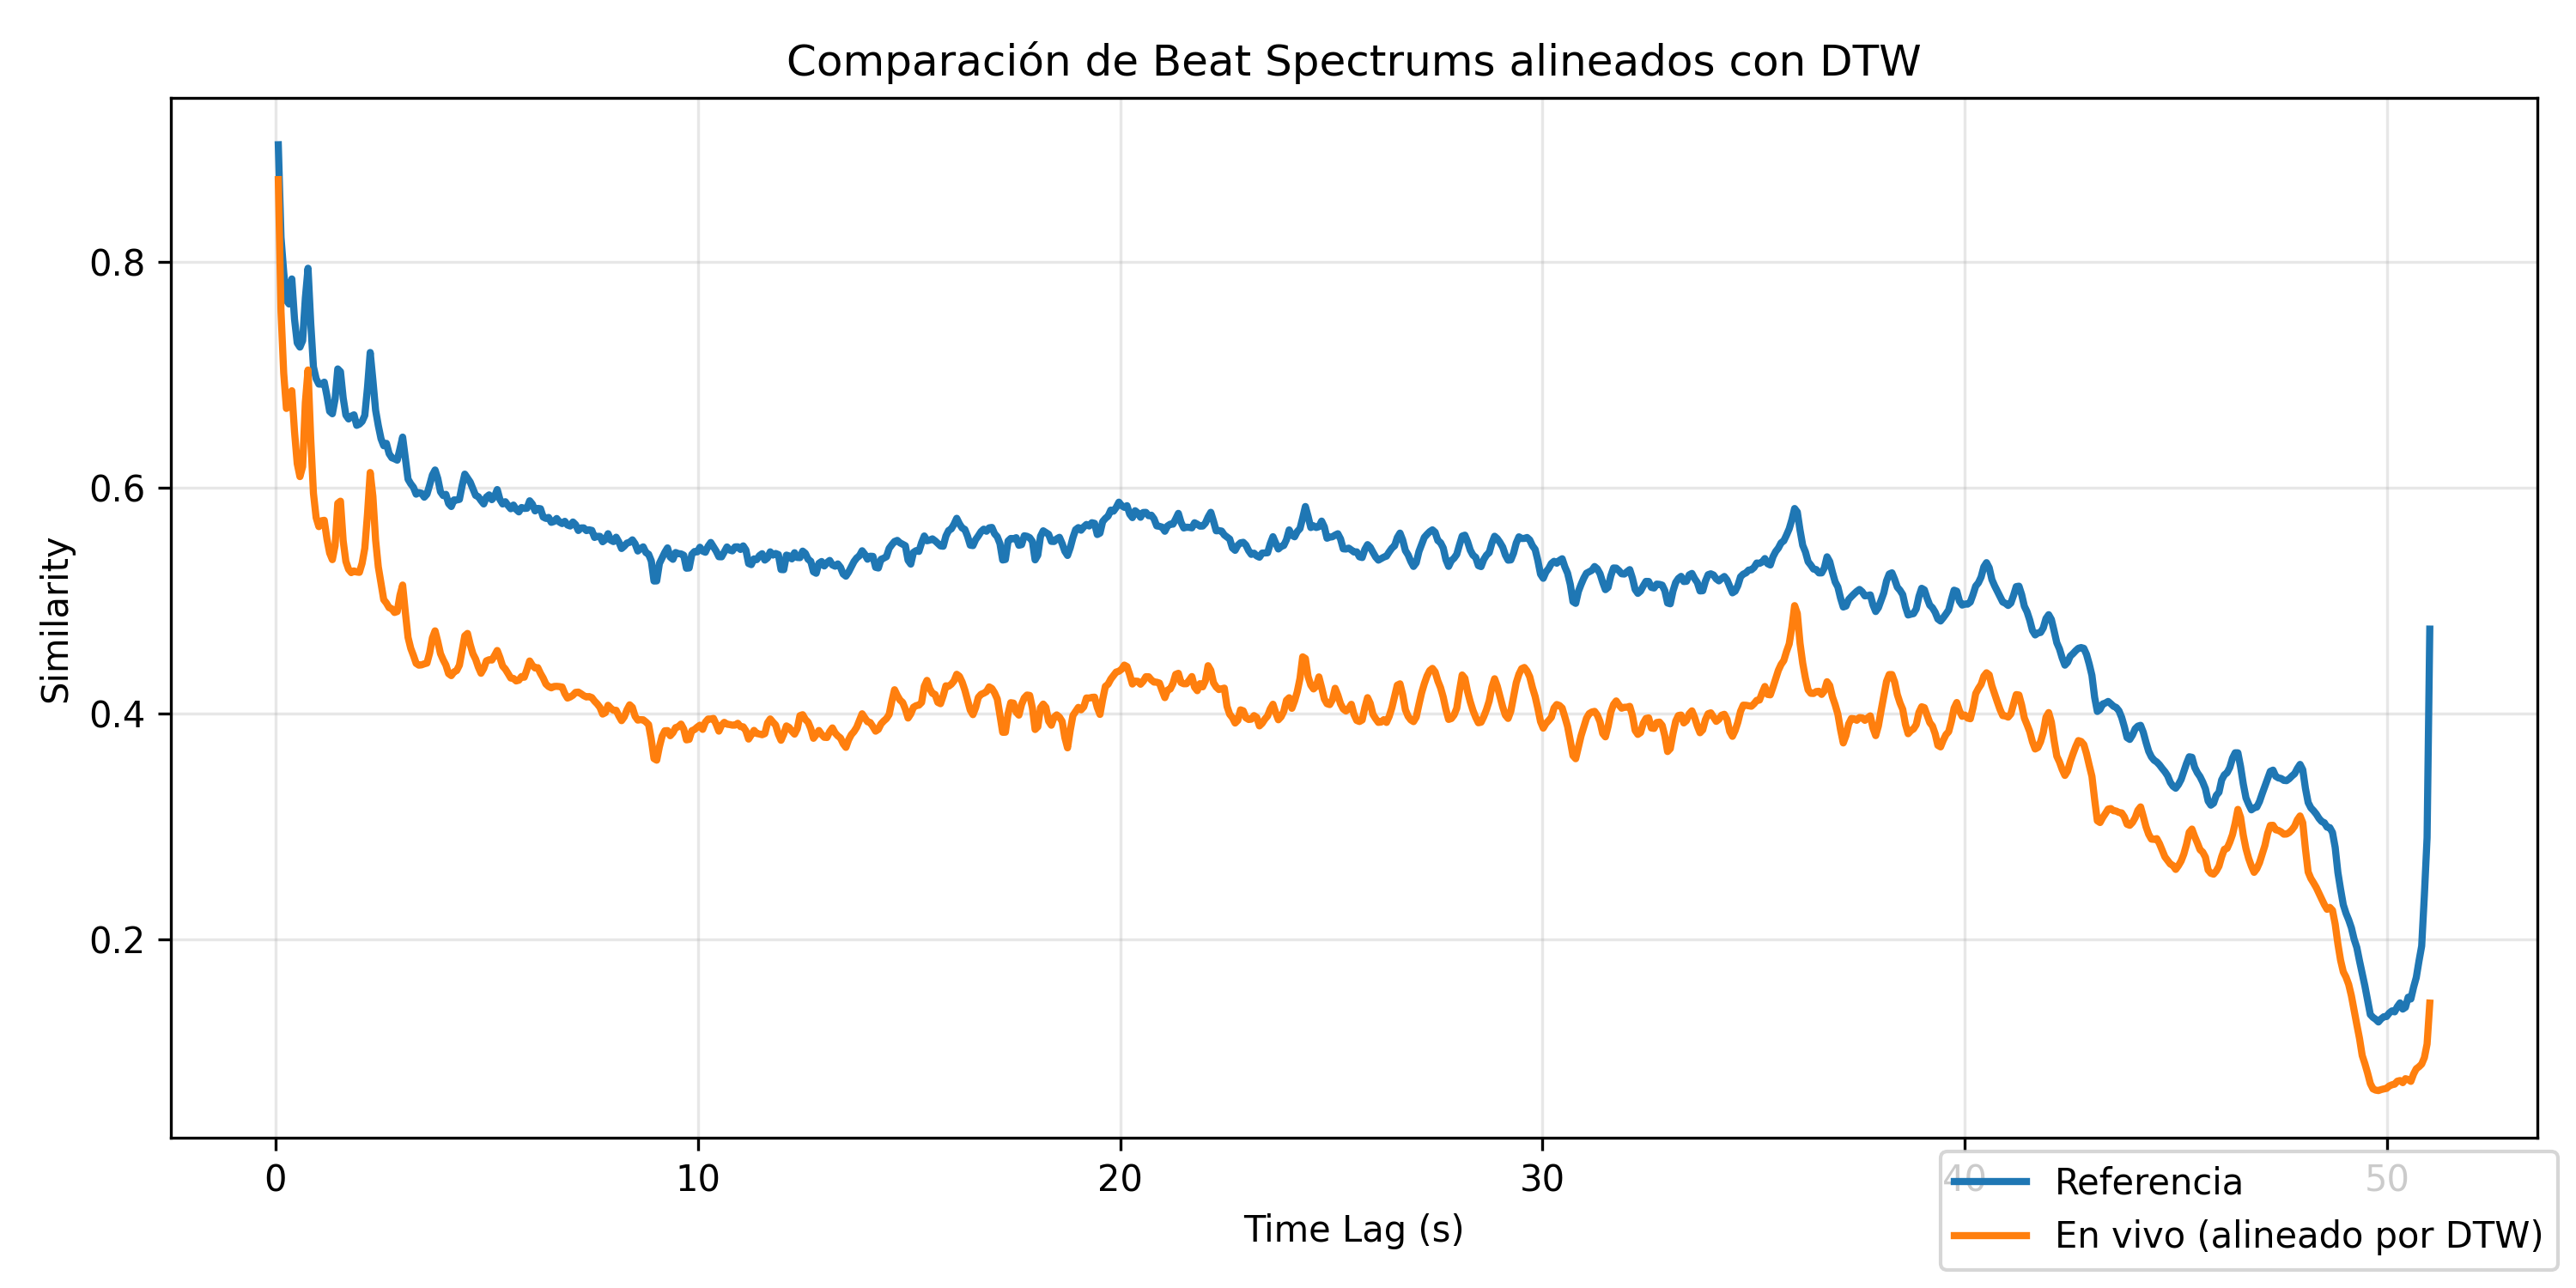 Comparación de Beat Spectrums alineados con DTW
Similarity
0.8
0.6
0.4
0.2
0 10 20 30 40 50
Time Lag (s)
Referencia
En vivo (alineado por DTW)